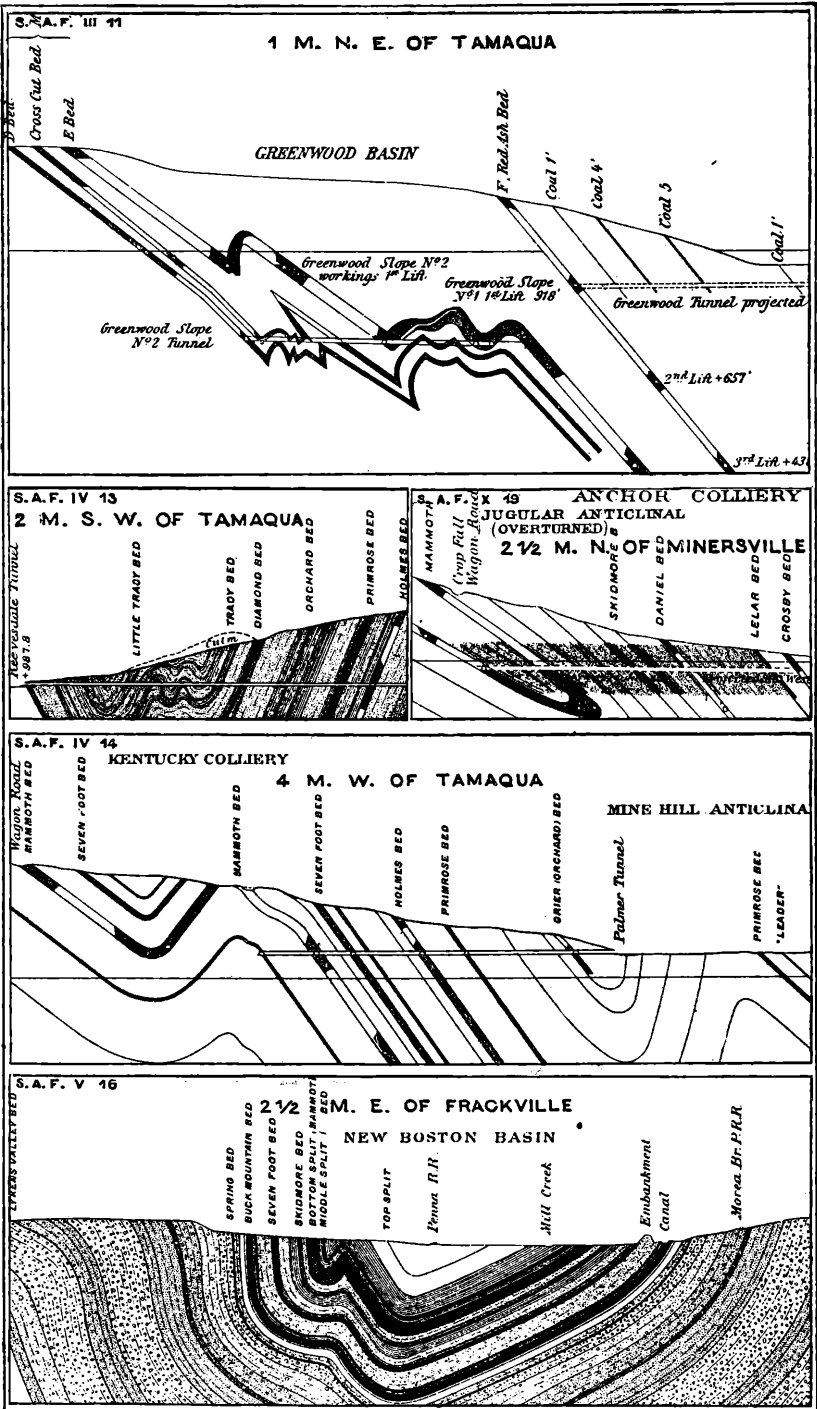 S. A. F. III 11
1 M. N. E. OF TAMAQUA
D Bed
Cross Cut Bed
E Bed
GREENWOOD BASIN
F. Red Ash Bed
Coal 1'
Coal 4'
Coal 5
Coal 1'
Greenwood Slope No 2
workings 1st Lift.
Greenwood Slope
No 1 1st Lift 918'
Greenwood Tunnel projected
Greenwood Slope
No 2 Tunnel
2nd Lift + 657'
3rd Lift + 43
S. A. F. IV 13
2 M. S. W. OF TAMAQUA.
Reevesdale Tunnel
+ 987.8
LITTLE TRACY BED
Culm
TRACY BED
DIAMOND BED
ORCHARD BED
PRIMROSE BED
HOLMES BED
S. A. F. X 19
ANCHOR COLLIERY
JUGULAR ANTICLINAL
(OVERTURNED)
2 1/2 M. N. OF MINERSVILLE
MAMMOTH
Crop Fall
Wagon Road
SKIDMORE B
DANIEL BED
LELAR BED
CROSBY BED
S. A. F. IV 14
KENTUCKY COLLIERY
4 M. W. OF TAMAQUA
MINE HILL ANTICLINA
Wagon Road
MAMMOTH BED
SEVEN FOOT BED
MAMMOTH BED
SEVEN FOOT BED
HOLMES BED
PRIMROSE BED
ORIER (ORCHARD) BED
Palmer Tunnel
PRIMROSE BED
"LEADER"
S. A. F. V 16
2 1/2 M. E. OF FRACKVILLE
NEW BOSTON BASIN
LYKENS VALLEY BED
SPRING BED
BUCK MOUNTAIN BED
SEVEN FOOT BED
SKIDMORE BED
BOTTOM SPLIT MAMMOTH
MIDDLE SPLIT BED
TOP SPLIT
Penna R.R.
Mill Creek
Embankment
Canal
Morea Br. P.R.R.